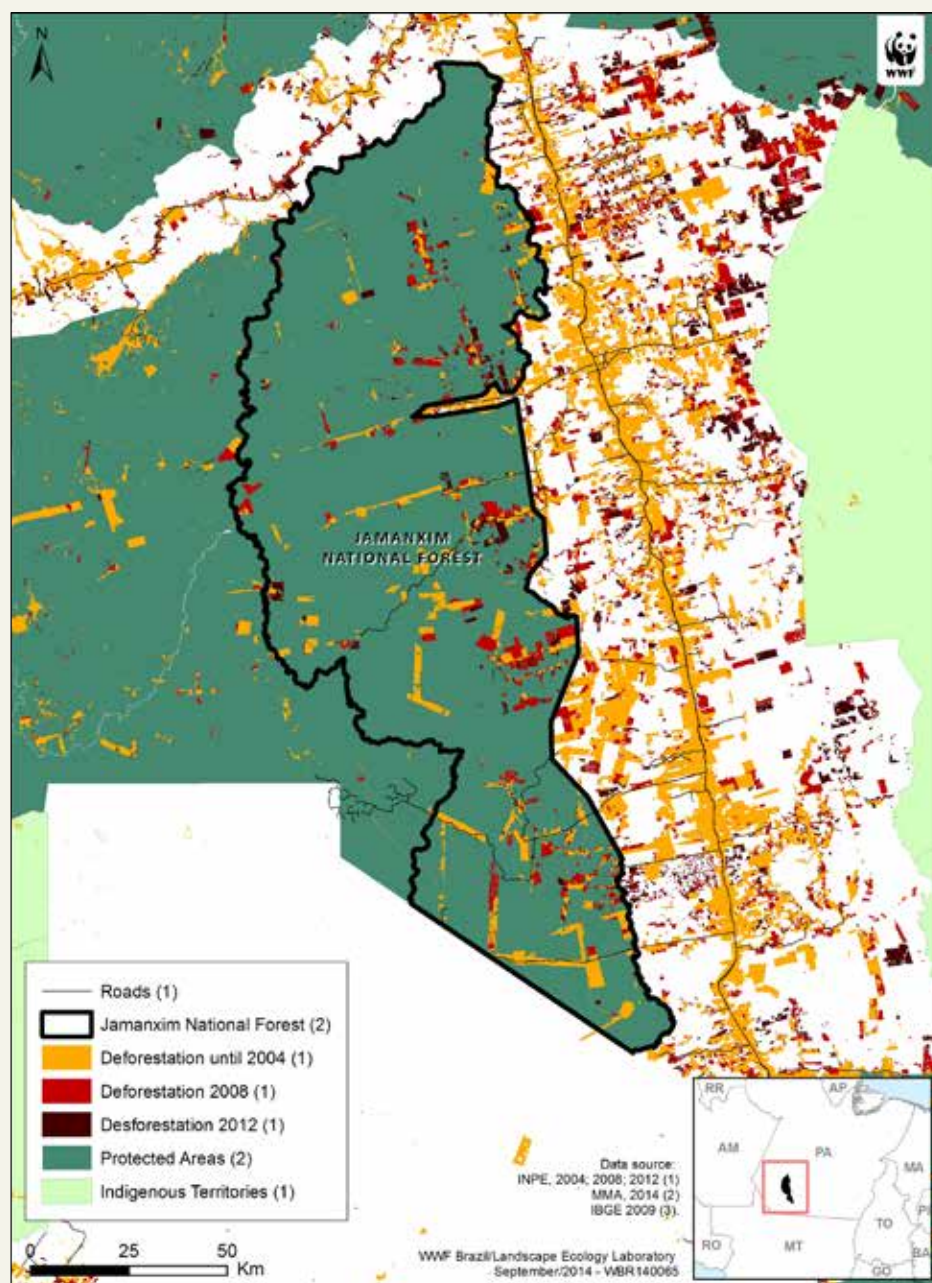 N
WWF
JAMANXIM
NATIONAL FOREST
Roads (1)
Jamanxim National Forest (2)
Deforestation until 2004 (1)
Deforestation 2008 (1)
Desforestation 2012 (1)
Protected Areas (2)
Indigenous Territories (1)
0 25 50
Km
Data source:
INPE, 2004; 2008; 2012 (1)
MMA, 2014 (2)
IBGE 2009 (3).
WWF Brazil/Landscape Ecology Laboratory
September/2014 - WBR140065
RR AP
AM PA
MA
PI
TO
RO MT
BA
GO